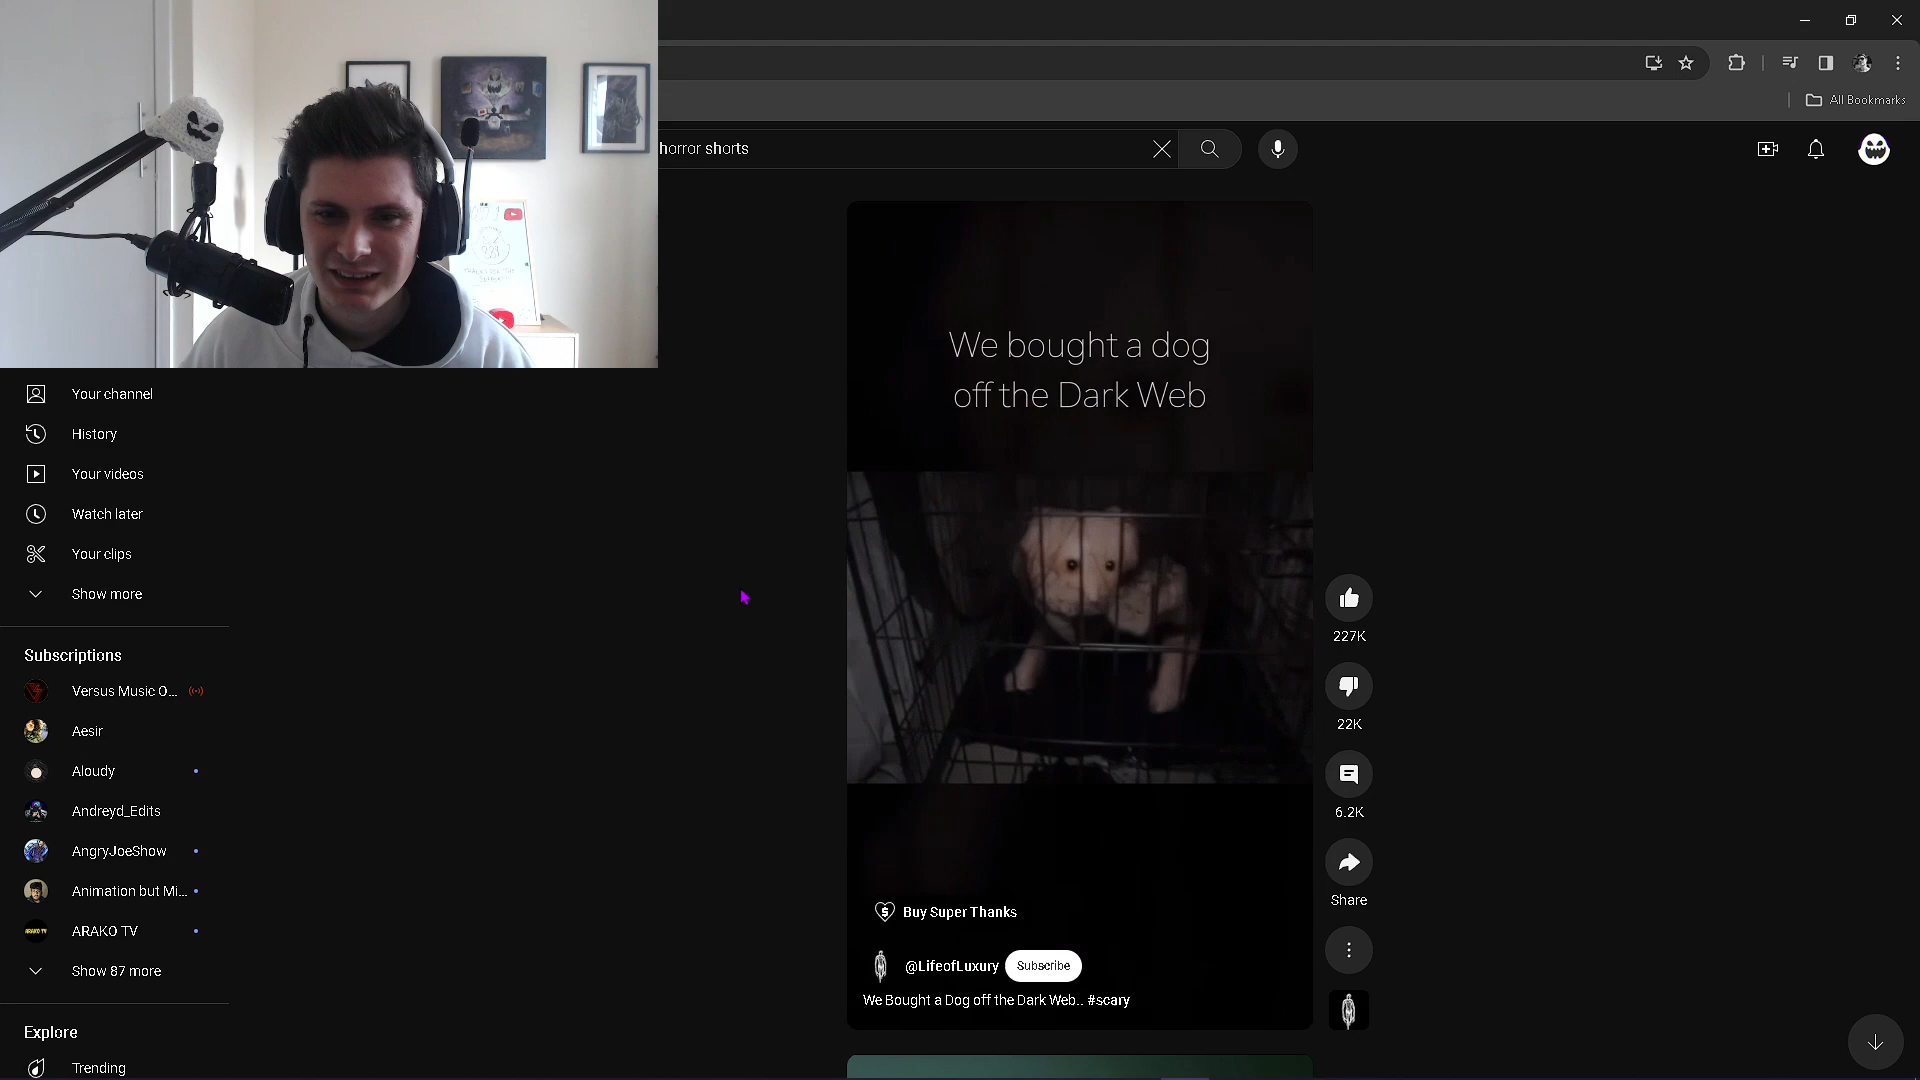 All Bookmarks
horror shorts
We bought a dog
off the Dark Web
Your channel
History
Your videos
Watch later
Your clips
Show more
Subscriptions
Versus Music O...
Aesir
Aloudy
Andreyd_Edits
AngryJoeShow
Animation but Mi...
ARAKO TV
Show 87 more
Explore
Trending
227K
22K
6.2K
Share
Buy Super Thanks
@LifeofLuxury
Subscribe
We Bought a Dog off the Dark Web.. #scary